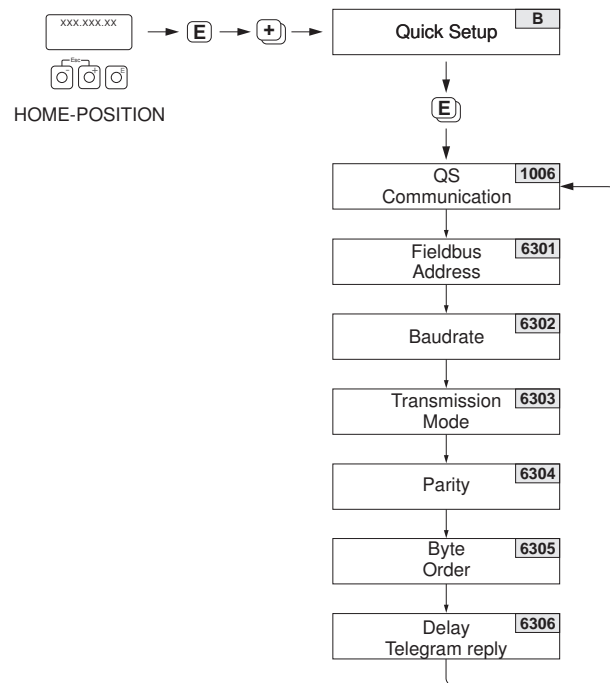 xxx.xxx.xx
Esc
- + E
HOME-POSITION
E
+
Quick Setup
B
E
QS
Communication
1006
Fieldbus
Address
6301
Baudrate
6302
Transmission
Mode
6303
Parity
6304
Byte
Order
6305
Delay
Telegram reply
6306